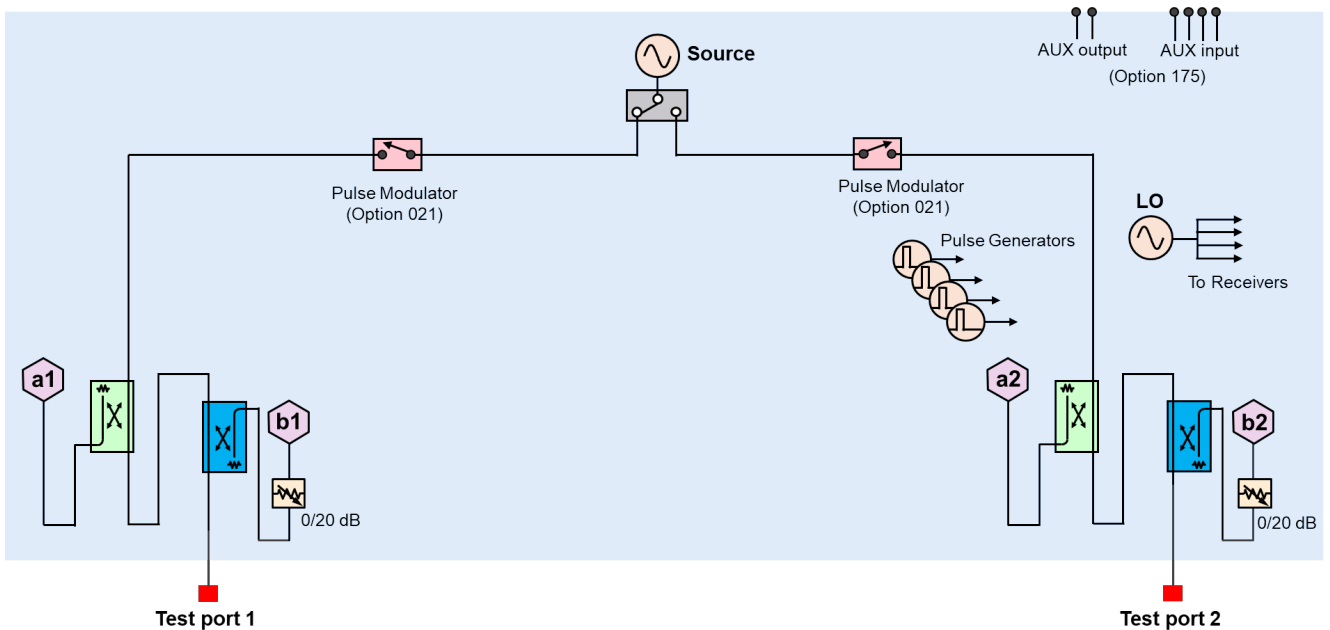 Source
AUX output
AUX input
(Option 175)
Pulse Modulator
(Option 021)
Pulse Modulator
(Option 021)
LO
Pulse Generators
To Receivers
a1
b1
0/20 dB
a2
b2
0/20 dB
Test port 1
Test port 2